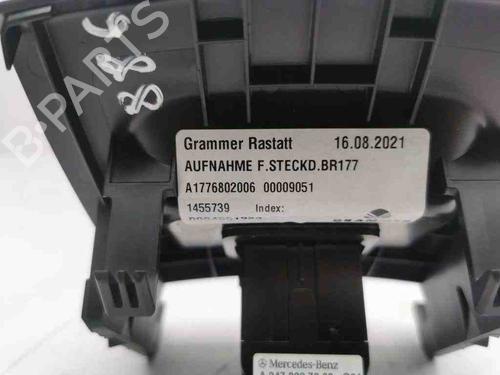 B-PARTS
Grammer Rastatt 16.08.2021
AUFNAHME F.STECKD.BR177
A1776802006 00009051
1455739 Index:
Mercedes-Benz